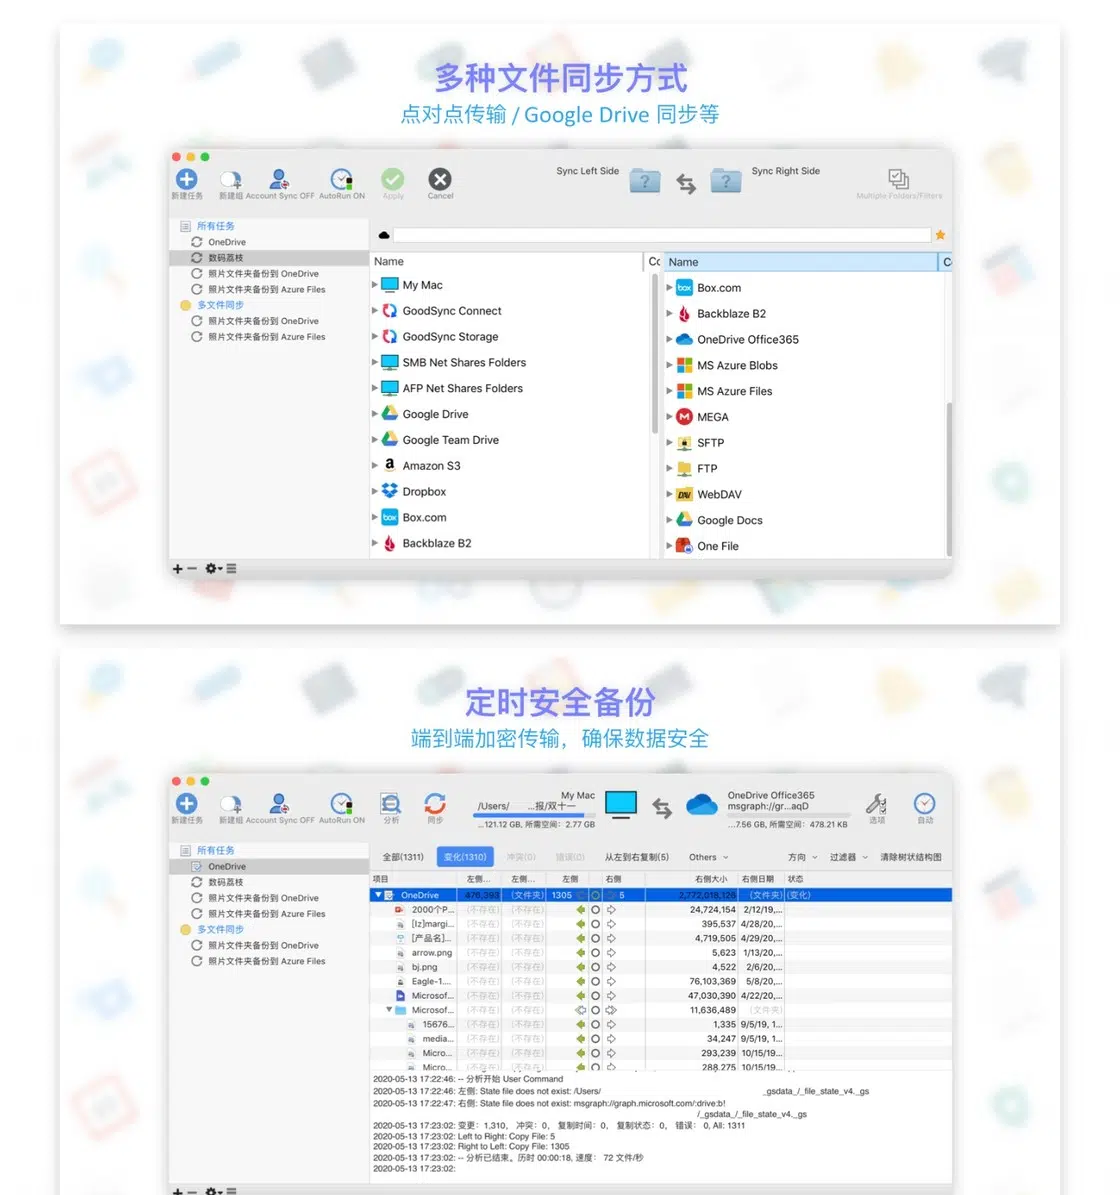 多种文件同步方式
点对点传输 / Google Drive 同步等
新建任务
新建组
Account Sync OFF
AutoRun ON
Apply
Cancel
Sync Left Side
Sync Right Side
Multiple Folders/Filters
所有任务
OneDrive
数码荔枝
照片文件夹备份到 OneDrive
照片文件夹备份到 Azure Files
多文件同步
照片文件夹备份到 OneDrive
照片文件夹备份到 Azure Files
Name
My Mac
GoodSync Connect
GoodSync Storage
SMB Net Shares Folders
AFP Net Shares Folders
Google Drive
Google Team Drive
Amazon S3
Dropbox
Box.com
Backblaze B2
Name
Box.com
Backblaze B2
OneDrive Office365
MS Azure Blobs
MS Azure Files
MEGA
SFTP
FTP
WebDAV
Google Docs
One File
定时安全备份
端到端加密传输，确保数据安全
新建任务
新建组
Account Sync OFF
AutoRun ON
分析
同步
My Mac
/Users/ ...报/双十一
...121.12 GB, 所需空间： 2.77 GB
OneDrive Office365
msgraph://gr...aqD
...7.56 GB, 所需空间： 478.21 KB
选项
自动
所有任务
OneDrive
数码荔枝
照片文件夹备份到 OneDrive
照片文件夹备份到 Azure Files
多文件同步
照片文件夹备份到 OneDrive
照片文件夹备份到 Azure Files
全部(1311) 变化(1310) 冲突(0) 错误(0) 从左到右复制(5) Others 方向 过滤器 清除树状结构图
项目 左侧... 左侧... 左侧 右侧 右侧大小 右侧日期 状态
OneDrive 470,393 (文件夹) 1305 5 2,772,018,126 (文件夹) (变化)
2000个P... (不存在) (不存在) 24,724,154 2/12/19,...
[lz]margi... (不存在) (不存在) 395,537 4/28/20,...
[产品名]... (不存在) (不存在) 4,719,505 4/29/20,...
arrow.png (不存在) (不存在) 5,623 1/13/20,...
bj.png (不存在) (不存在) 4,522 2/6/20,...
Eagle-1.... (不存在) (不存在) 76,103,369 5/8/20,...
Microsof... (不存在) (不存在) 47,030,390 4/22/20,...
Microsof... (不存在) (不存在) 11,636,489 (文件夹)
15676... (不存在) (不存在) 1,335 9/5/19, 1...
media... (不存在) (不存在) 34,247 9/5/19, 1...
Micro... (不存在) (不存在) 293,239 10/15/19...
Micro... (不存在) (不存在) 288,275 10/15/19...
2020-05-13 17:22:46: -- 分析开始 User Command
2020-05-13 17:22:46: 左侧: State file does not exist: /Users/ _gsdata_/_file_state_v4._gs
2020-05-13 17:22:47: 右侧: State file does not exist: msgraph://graph.microsoft.com/:drive:b!
/_gsdata_/_file_state_v4._gs
2020-05-13 17:23:02: 变更： 1,310， 冲突： 0， 复制时间： 0， 复制状态： 0， 错误： 0, All: 1311
2020-05-13 17:23:02: Left to Right: Copy File: 5
2020-05-13 17:23:02: Right to Left: Copy File: 1305
2020-05-13 17:23:02: -- 分析已结束。历时 00:00:18, 速度： 72 文件/秒
2020-05-13 17:23:02: